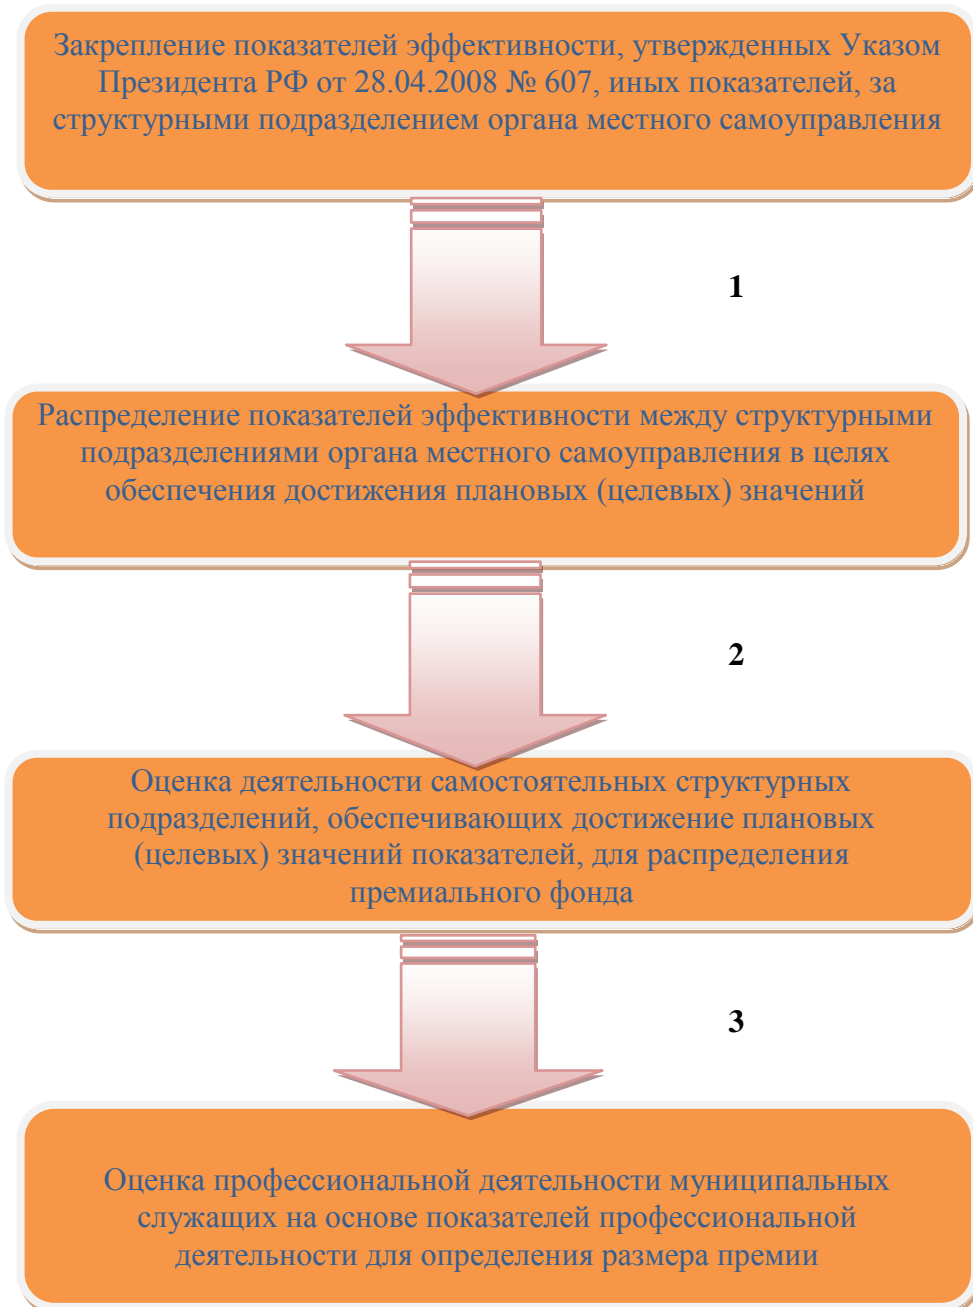 Закрепление показателей эффективности, утвержденных Указом
Президента РФ от 28.04.2008 № 607, иных показателей, за
структурными подразделением органа местного самоуправления
1
Распределение показателей эффективности между структурными
подразделениями органа местного самоуправления в целях
обеспечения достижения плановых (целевых) значений
2
Оценка деятельности самостоятельных структурных
подразделений, обеспечивающих достижение плановых
(целевых) значений показателей, для распределения
премиального фонда
3
Оценка профессиональной деятельности муниципальных
служащих на основе показателей профессиональной
деятельности для определения размера премии